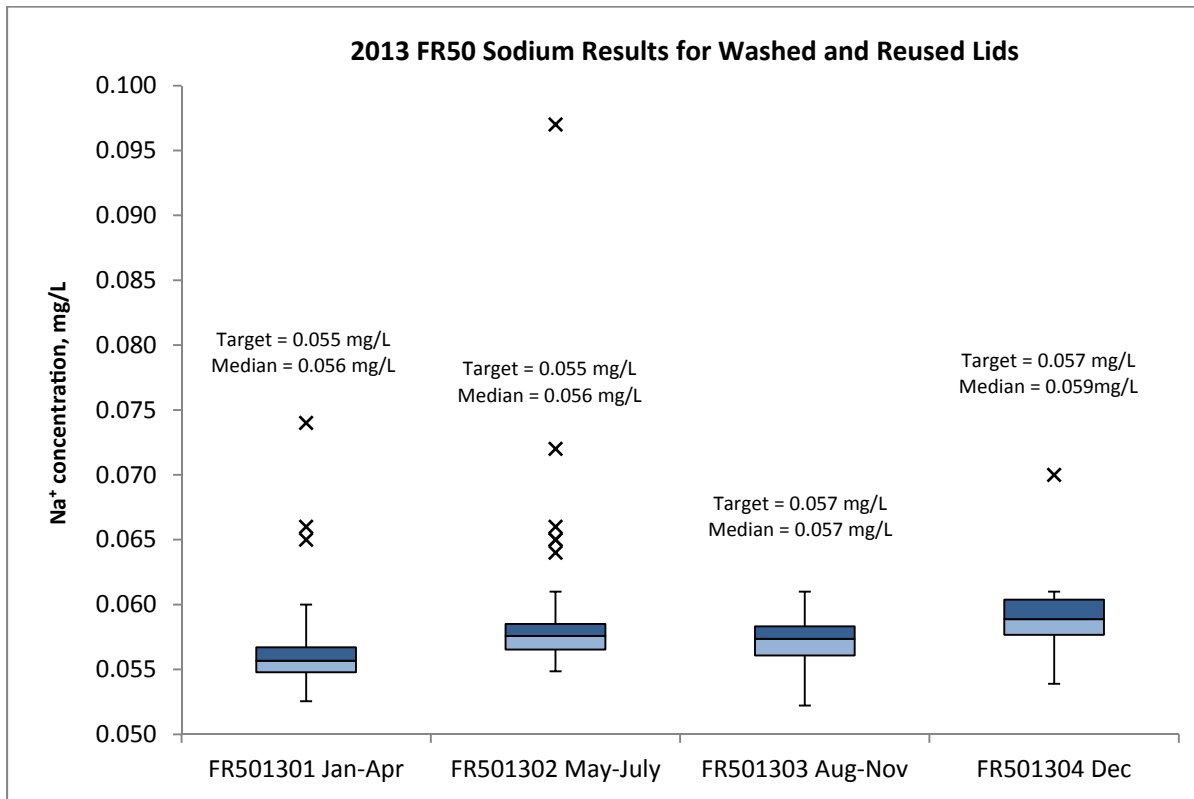 2013 FR50 Sodium Results for Washed and Reused Lids
0.100
0.095
0.090
0.085
0.080
0.075
0.070
0.065
0.060
0.055
0.050
Na⁺ concentration, mg/L
Target = 0.055 mg/L
Median = 0.056 mg/L
Target = 0.055 mg/L
Median = 0.056 mg/L
Target = 0.057 mg/L
Median = 0.057 mg/L
Target = 0.057 mg/L
Median = 0.059mg/L
FR501301 Jan-Apr
FR501302 May-July
FR501303 Aug-Nov
FR501304 Dec